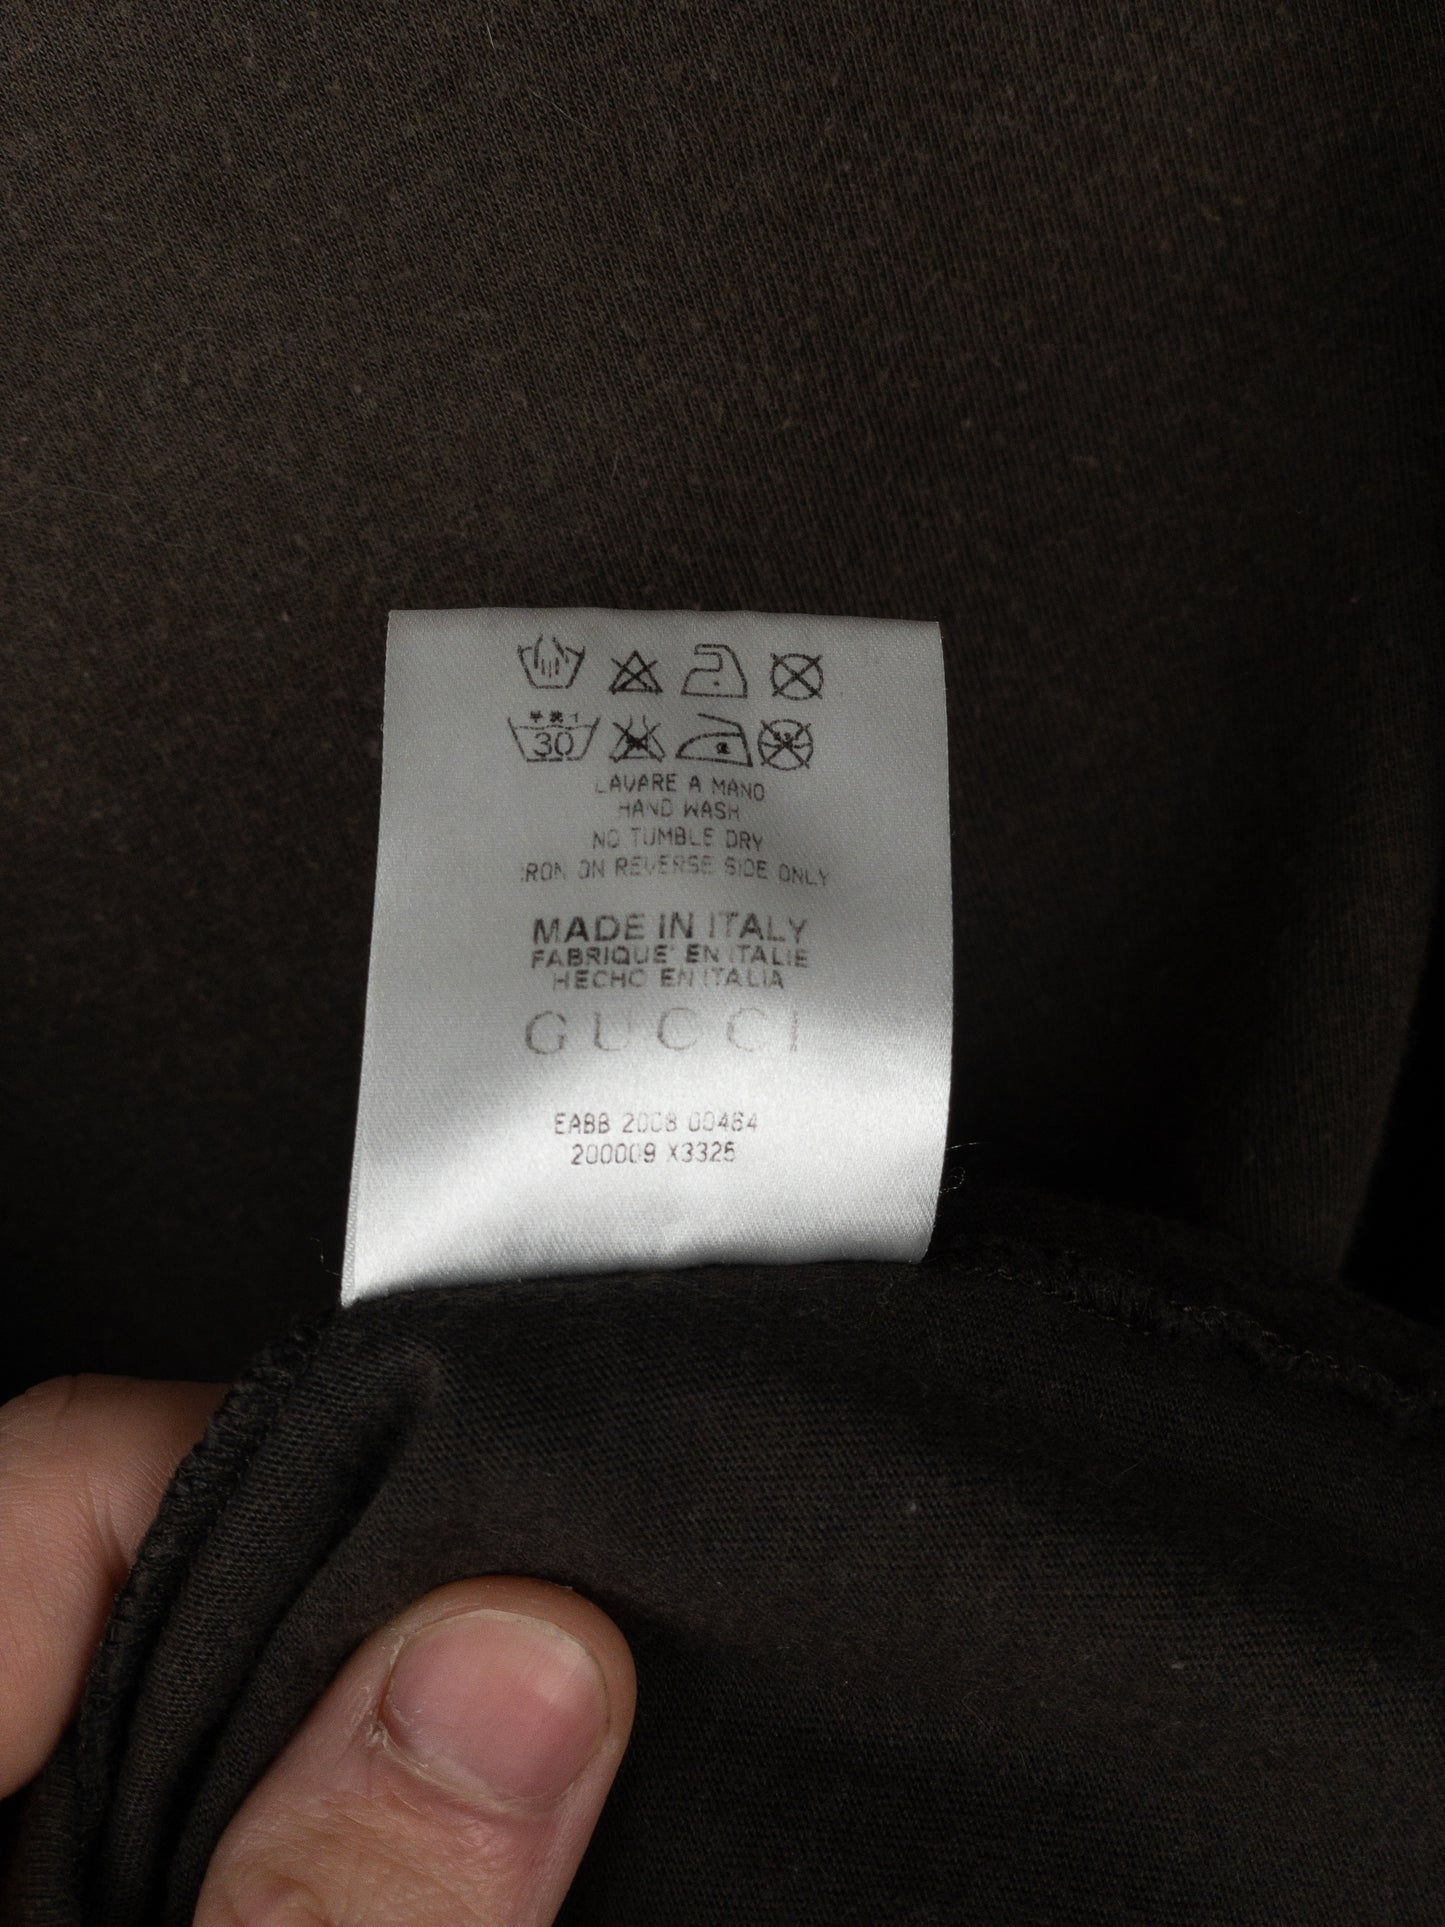 30
LAVARE A MANO
HAND WASH
NO TUMBLE DRY
IRON ON REVERSE SIDE ONLY
MADE IN ITALY
FABRIQUE' EN ITALIE
HECHO EN ITALIA
GUCCI
EABB 2008 00464
200009 X3325